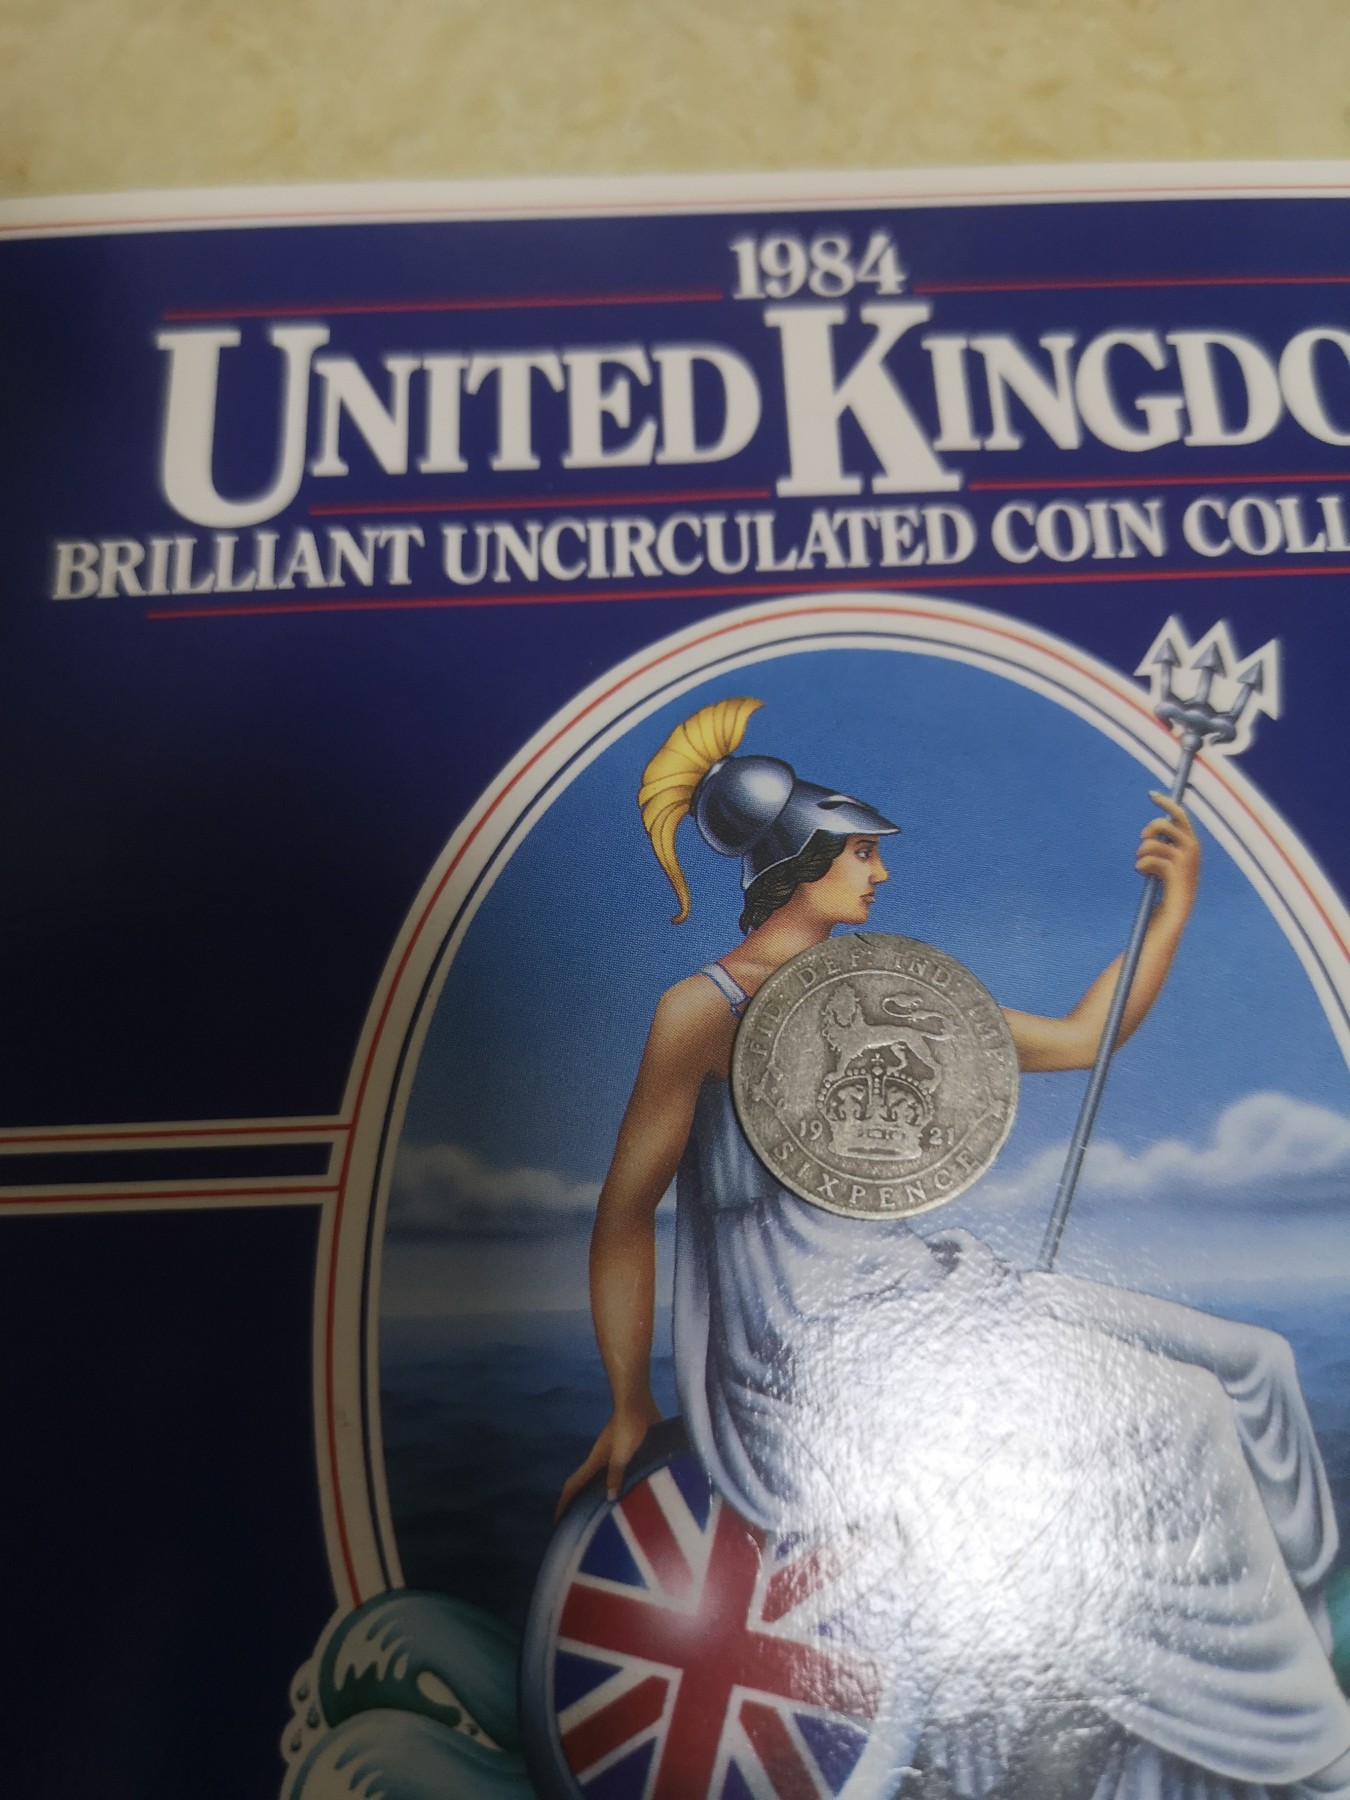 1984
UNITED KINGDO
BRILLIANT UNCIRCULATED COIN COLL
FID: DEF: IND: IMP
19 21
SIXPENCE